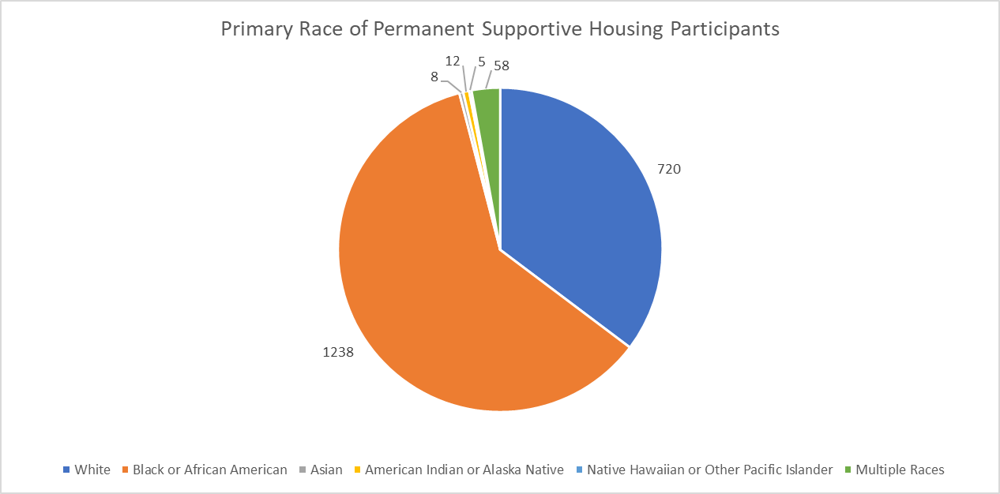 Primary Race of Permanent Supportive Housing Participants
12 5 58
8
720
1238
White Black or African American Asian American Indian or Alaska Native Native Hawaiian or Other Pacific Islander Multiple Races